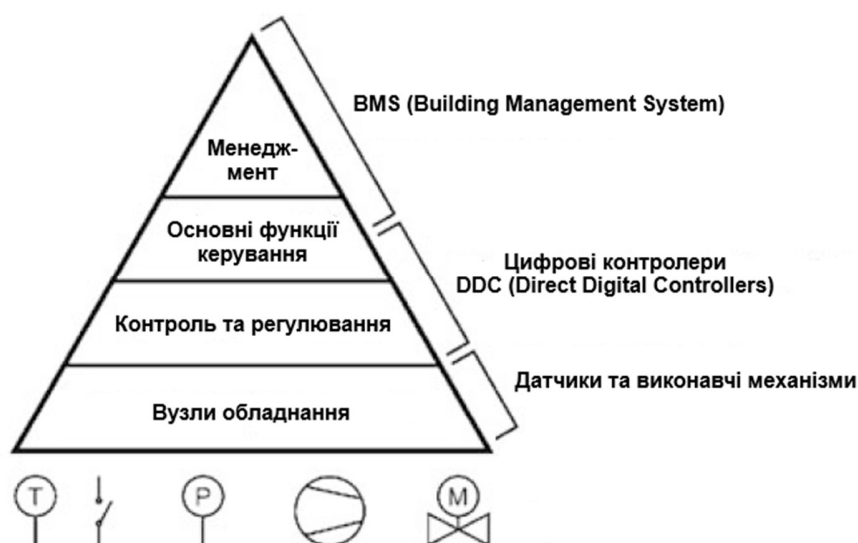 BMS (Building Management System)
Менедж-
мент
Основні функції
керування
Цифрові контролери
DDC (Direct Digital Controllers)
Контроль та регулювання
Датчики та виконавчі механізми
Вузли обладнання
T
P
M